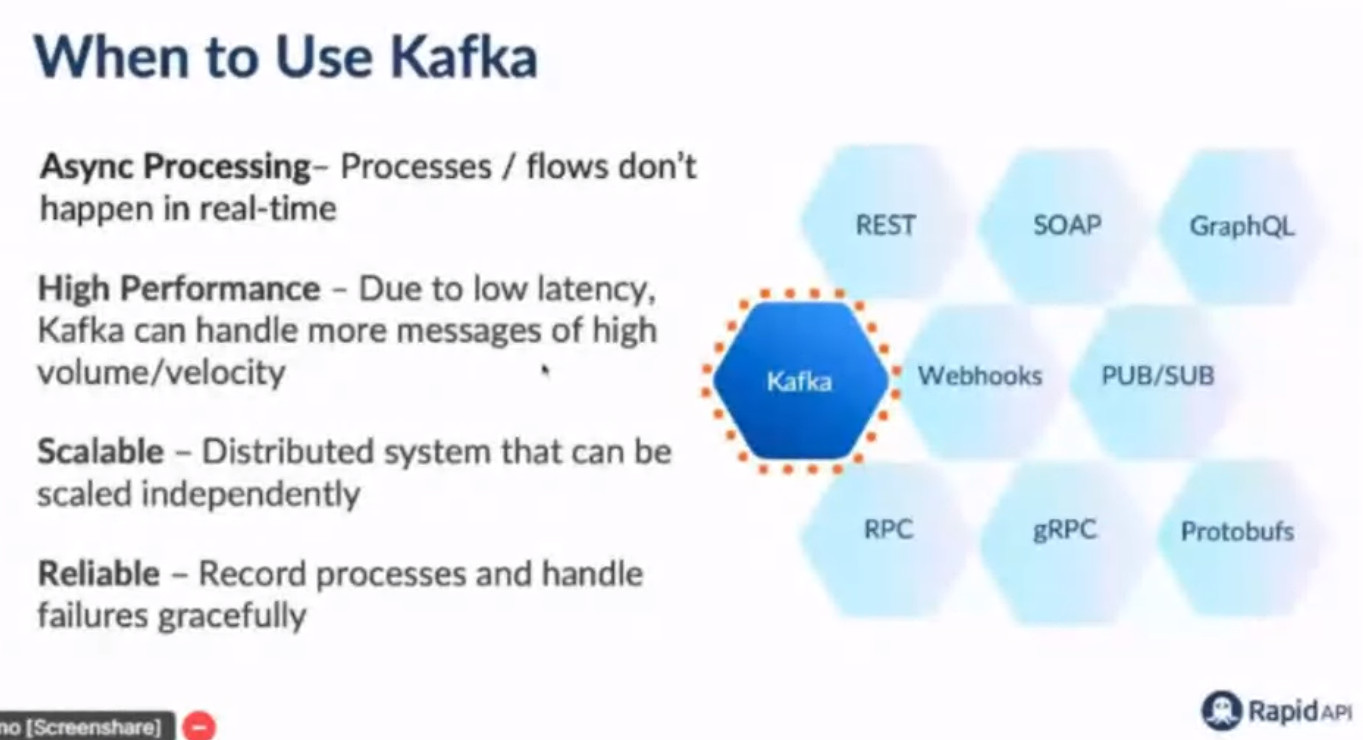 When to Use Kafka
Async Processing– Processes / flows don't
happen in real-time
High Performance – Due to low latency,
Kafka can handle more messages of high
volume/velocity
Scalable – Distributed system that can be
scaled independently
Reliable – Record processes and handle
failures gracefully
REST
SOAP
GraphQL
Kafka
Webhooks
PUB/SUB
RPC
gRPC
Protobufs
[Screenshare]
RapidAPI